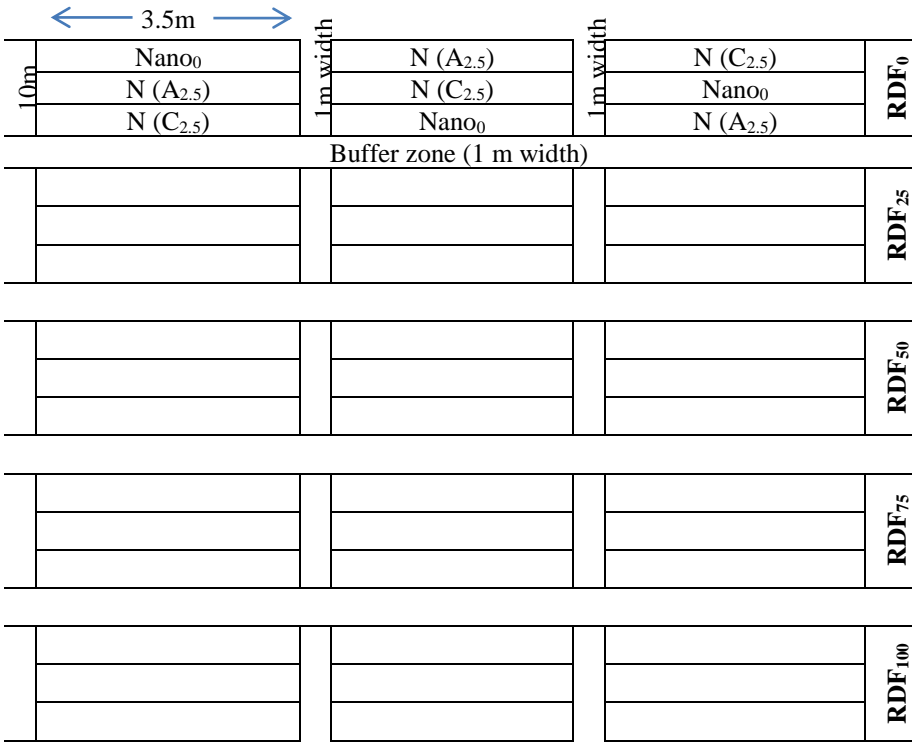 3.5m
10m
Nano₀
N (A₂.₅)
N (C₂.₅)
1m width
N (A₂.₅)
N (C₂.₅)
Nano₀
1m width
N (C₂.₅)
Nano₀
N (A₂.₅)
RDF₀
Buffer zone (1 m width)
RDF₂₅
RDF₅₀
RDF₇₅
RDF₁₀₀